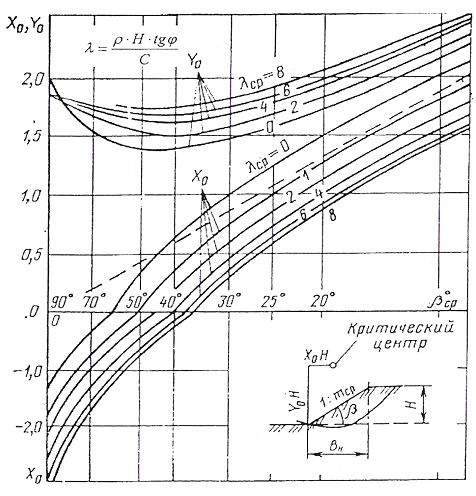 X₀,Y₀
λ = ρ·H·tgφ / C
Y₀
λср=8
6
4
2
0
2,0
1,5
1,0
0,5
.0
-1,0
-2,0
X₀
λср=0
1
2
4
6
8
X₀
90° 70° 50° 40° 30° 20° β°ср
0
Критический
центр
X₀H
Y₀H
1:mср
β
H
Bн